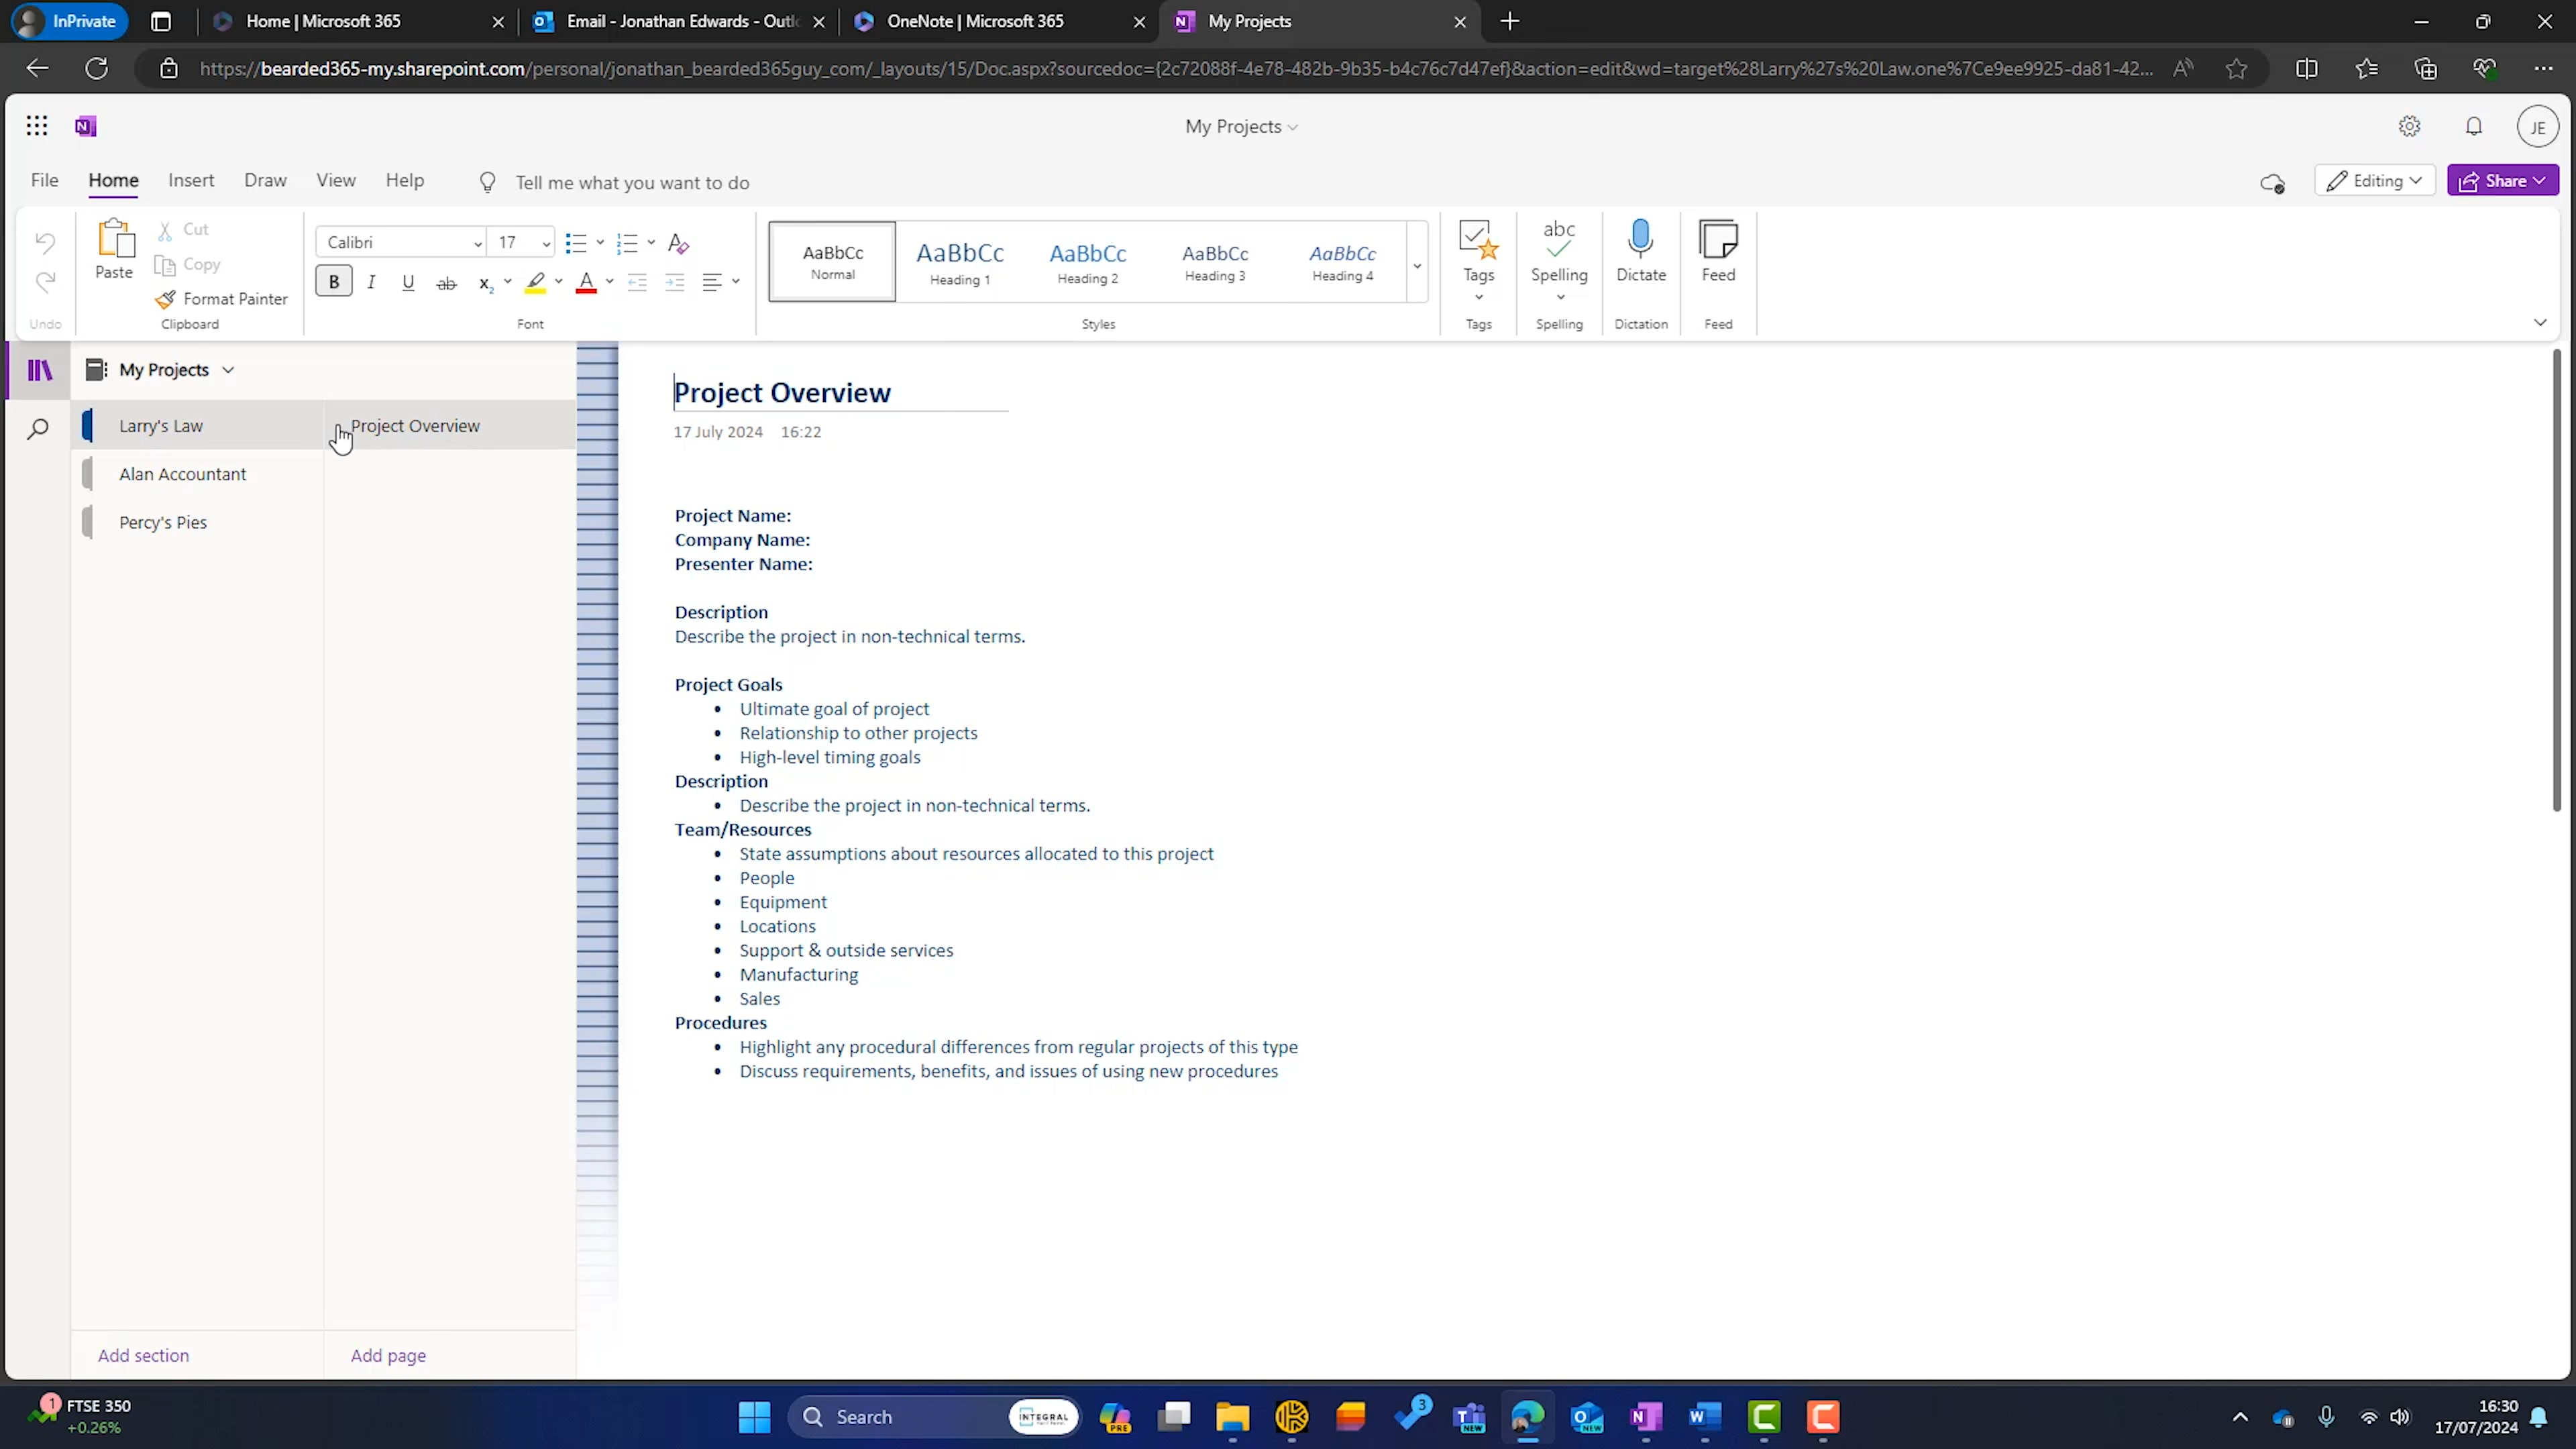 InPrivate
Home | Microsoft 365
Email - Jonathan Edwards - Outlo
OneNote | Microsoft 365
My Projects
https://bearded365-my.sharepoint.com/personal/jonathan_bearded365guy_com/_layouts/15/Doc.aspx?sourcedoc={2c72088f-4e78-482b-9b35-b4c76c7d47ef}&action=edit&wd=target%28Larry%27s%20Law.one%7Ce9ee9925-da81-42...
My Projects
JE
File Home Insert Draw View Help Tell me what you want to do
Editing Share
Paste Cut Copy Format Painter
Calibri 17
B I U ab x2 A
AaBbCc AaBbCc AaBbCc AaBbCc AaBbCc
Normal Heading 1 Heading 2 Heading 3 Heading 4
abc
Tags Spelling Dictate Feed
Undo Clipboard Font Styles Tags Spelling Dictation Feed
My Projects
Larry's Law
Alan Accountant
Percy's Pies
Project Overview
Add section
Add page
Project Overview
17 July 2024 16:22
Project Name:
Company Name:
Presenter Name:
Description
Describe the project in non-technical terms.
Project Goals
• Ultimate goal of project
• Relationship to other projects
• High-level timing goals
Description
• Describe the project in non-technical terms.
Team/Resources
• State assumptions about resources allocated to this project
• People
• Equipment
• Locations
• Support & outside services
• Manufacturing
• Sales
Procedures
• Highlight any procedural differences from regular projects of this type
• Discuss requirements, benefits, and issues of using new procedures
1
FTSE 350
+0.26%
Search
INTEGRAL
PRE
3
NEW
NEW
16:30
17/07/2024